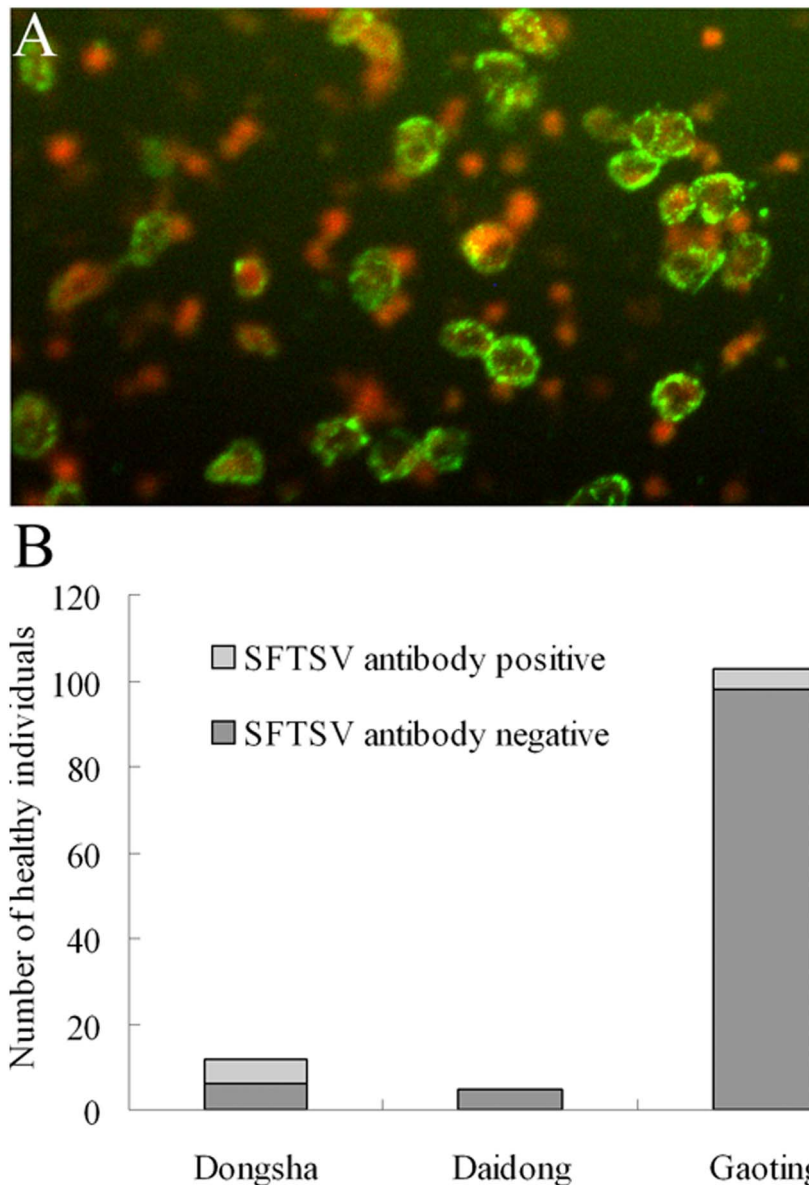 A
B
Number of healthy individuals
120
100
80
60
40
20
0
SFTSV antibody positive
SFTSV antibody negative
Dongsha
Daidong
Gaoting